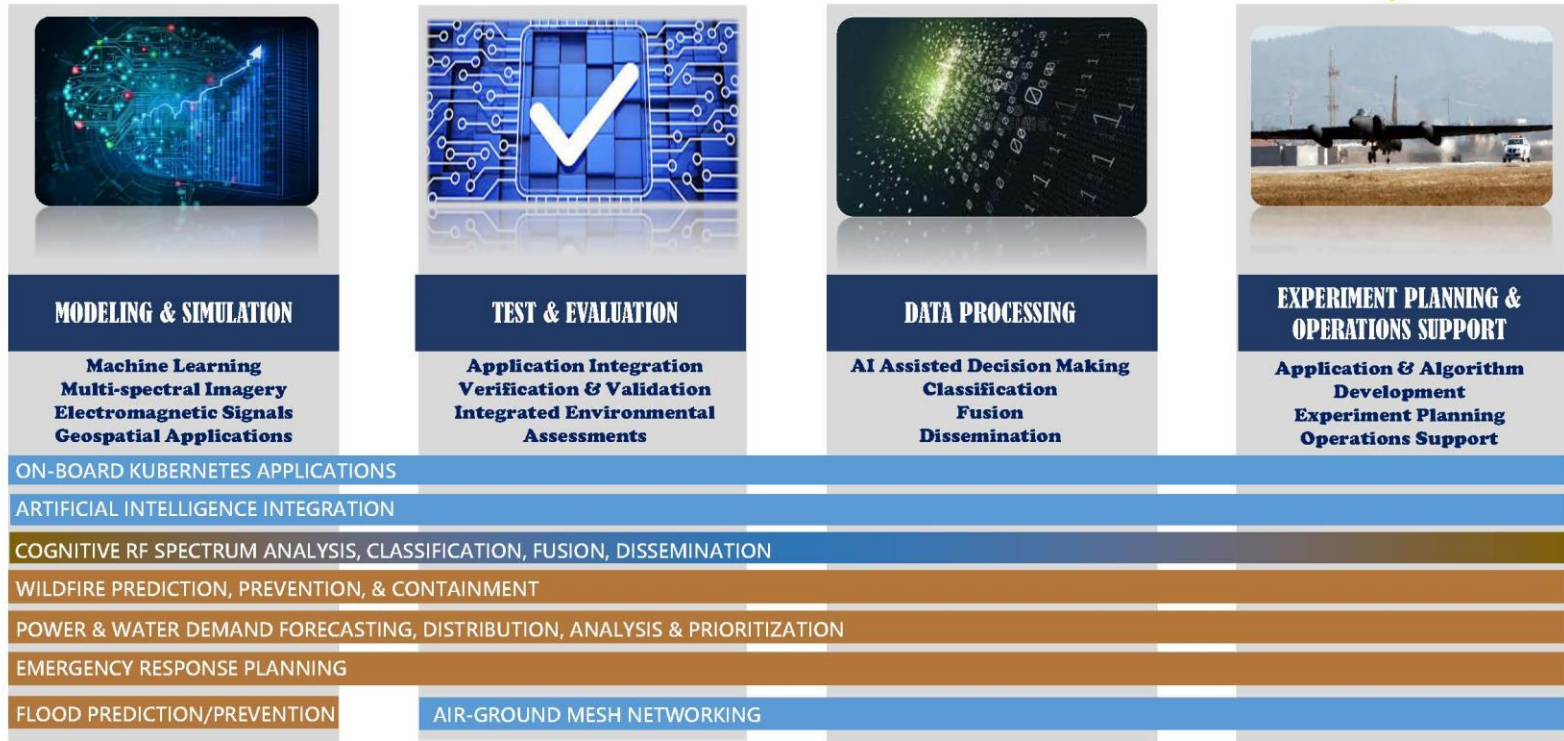 MODELING & SIMULATION
Machine Learning
Multi-spectral Imagery
Electromagnetic Signals
Geospatial Applications
TEST & EVALUATION
Application Integration
Verification & Validation
Integrated Environmental
Assessments
DATA PROCESSING
AI Assisted Decision Making
Classification
Fusion
Dissemination
EXPERIMENT PLANNING &
OPERATIONS SUPPORT
Application & Algorithm
Development
Experiment Planning
Operations Support
ON-BOARD KUBERNETES APPLICATIONS
ARTIFICIAL INTELLIGENCE INTEGRATION
COGNITIVE RF SPECTRUM ANALYSIS, CLASSIFICATION, FUSION, DISSEMINATION
WILDFIRE PREDICTION, PREVENTION, & CONTAINMENT
POWER & WATER DEMAND FORECASTING, DISTRIBUTION, ANALYSIS & PRIORITIZATION
EMERGENCY RESPONSE PLANNING
FLOOD PREDICTION/PREVENTION
AIR-GROUND MESH NETWORKING